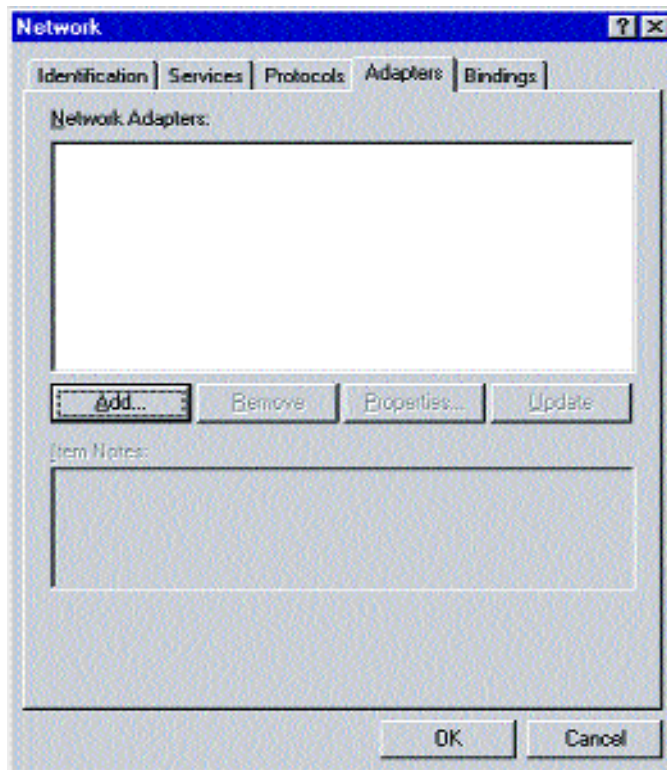 Network
Identification Services Protocols Adapters Bindings
Network Adapters:
Add... Remove Properties... Update
Item Notes:
OK Cancel